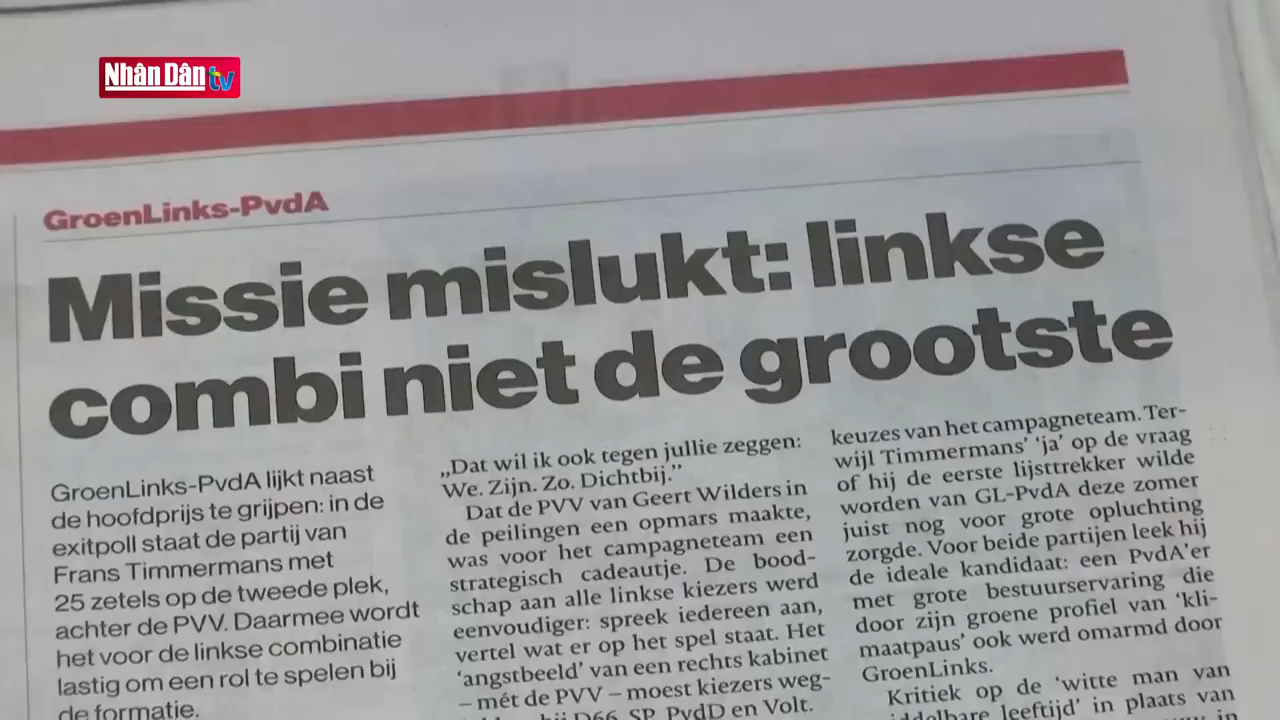 Nhân Dân tv
GroenLinks-PvdA
Missie mislukt: linkse
combi niet de grootste
GroenLinks-PvdA lijkt naast
de hoofdprijs te grijpen: in de
exitpoll staat de partij van
Frans Timmermans met
25 zetels op de tweede plek,
achter de PVV. Daarmee wordt
het voor de linkse combinatie
lastig om een rol te spelen bij
de formatie.
„Dat wil ik ook tegen jullie zeggen:
We. Zijn. Zo. Dichtbij.”
Dat de PVV van Geert Wilders in
de peilingen een opmars maakte,
was voor het campagneteam een
strategisch cadeautje. De bood-
schap aan alle linkse kiezers werd
eenvoudiger: spreek iedereen aan,
vertel wat er op het spel staat. Het
‘angstbeeld’ van een rechts kabinet
– mét de PVV – moest kiezers weg-
bij D66, SP, PvdD en Volt.
keuzes van het campagneteam. Ter-
wijl Timmermans’ ‘ja’ op de vraag
of hij de eerste lijsttrekker wilde
worden van GL-PvdA deze zomer
juist nog voor grote opluchting
zorgde. Voor beide partijen leek hij
de ideale kandidaat: een PvdA’er
met grote bestuurservaring die
door zijn groene profiel van ‘kli-
maatpaus’ ook werd omarmd door
GroenLinks.
Kritiek op de ‘witte man van
middelbare leeftijd’ in plaats van